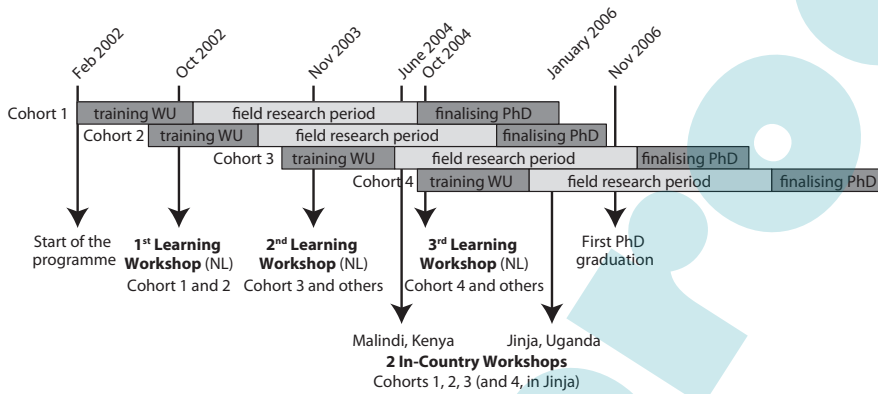 Feb 2002
Oct 2002
Nov 2003
June 2004
Oct 2004
January 2006
Nov 2006
Cohort 1 training WU field research period finalising PhD
Cohort 2 training WU field research period finalising PhD
Cohort 3 training WU field research period finalising PhD
Cohort 4 training WU field research period finalising PhD
Start of the
programme
1st Learning
Workshop (NL)
Cohort 1 and 2
2nd Learning
Workshop (NL)
Cohort 3 and others
3rd Learning
Workshop (NL)
Cohort 4 and others
First PhD
graduation
Malindi, Kenya
Jinja, Uganda
2 In-Country Workshops
Cohorts 1, 2, 3 (and 4, in Jinja)